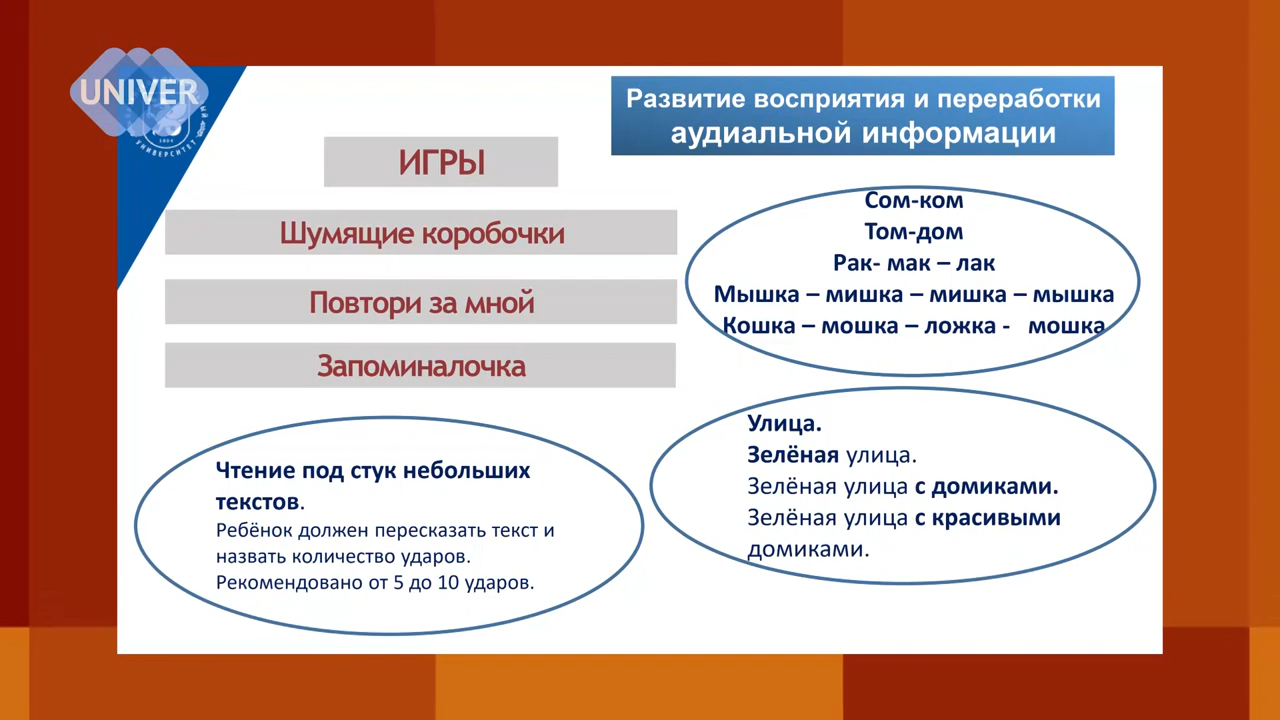 UNIVER
УНИВЕРСИТЕТ
Развитие восприятия и переработки
аудиальной информации
ИГРЫ
Шумящие коробочки
Повтори за мной
Запоминалочка
Сом-ком
Том-дом
Рак- мак – лак
Мышка – мишка – мишка – мышка
Кошка – мошка – ложка - мошка
Чтение под стук небольших
текстов.
Ребёнок должен пересказать текст и
назвать количество ударов.
Рекомендовано от 5 до 10 ударов.
Улица.
Зелёная улица.
Зелёная улица с домиками.
Зелёная улица с красивыми
домиками.